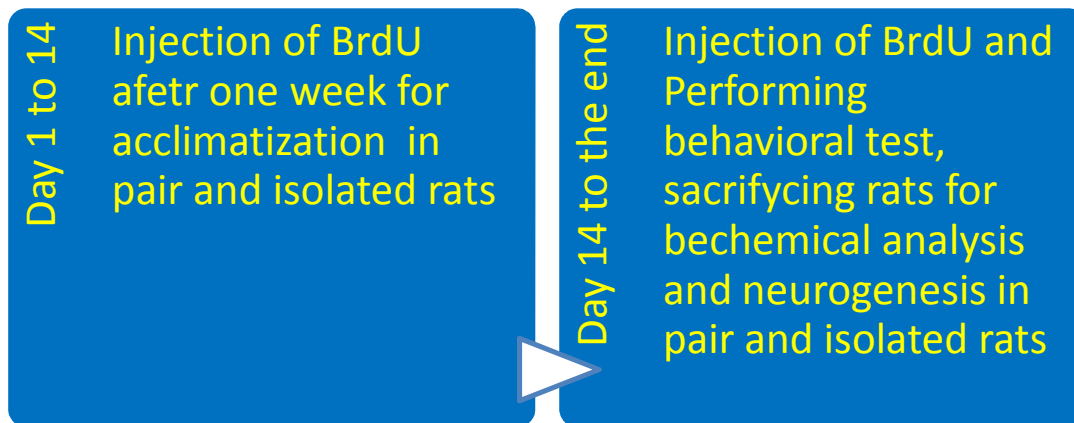 Day 1 to 14
Injection of BrdU
afetr one week for
acclimatization in
pair and isolated rats
Day 14 to the end
Injection of BrdU and
Performing
behavioral test,
sacrifycing rats for
bechemical analysis
and neurogenesis in
pair and isolated rats